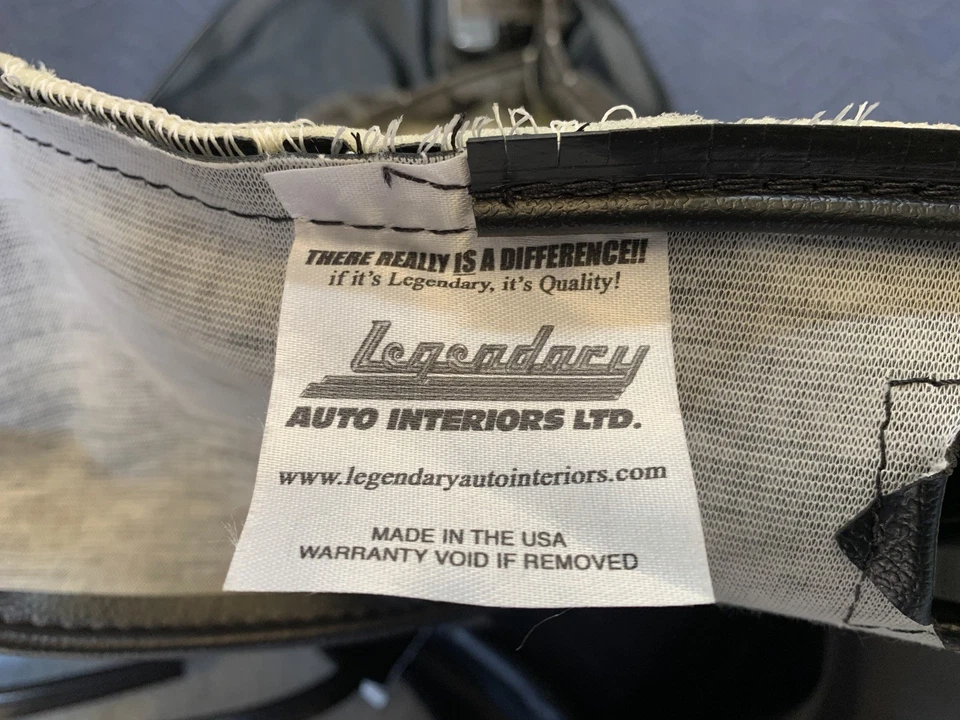 THERE REALLY IS A DIFFERENCE!!
if it's Legendary, it's Quality!
Legendary
AUTO INTERIORS LTD.
www.legendaryautointeriors.com
MADE IN THE USA
WARRANTY VOID IF REMOVED